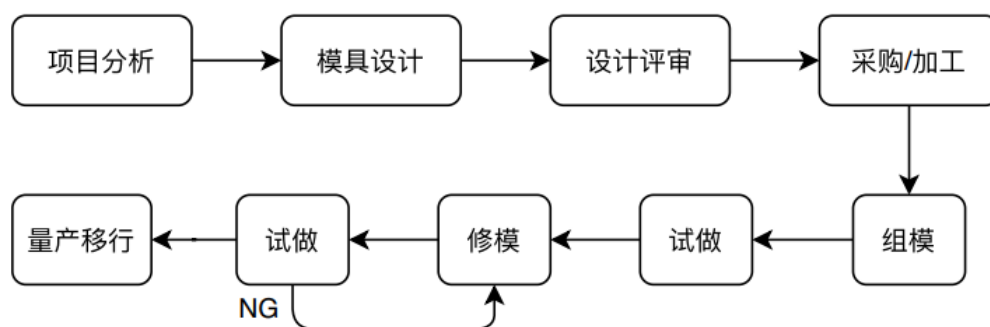 项目分析
模具设计
设计评审
采购/加工
量产移行
试做
修模
试做
组模
NG